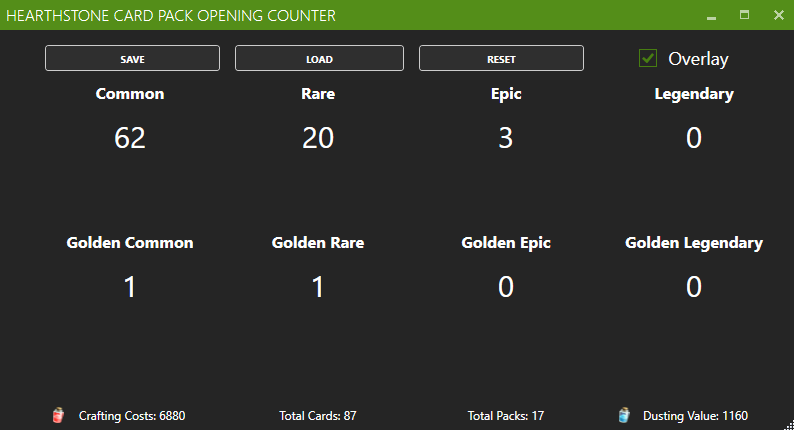 HEARTHSTONE CARD PACK OPENING COUNTER
SAVE LOAD RESET Overlay
Common Rare Epic Legendary
62 20 3 0
Golden Common Golden Rare Golden Epic Golden Legendary
1 1 0 0
Crafting Costs: 6880 Total Cards: 87 Total Packs: 17 Dusting Value: 1160